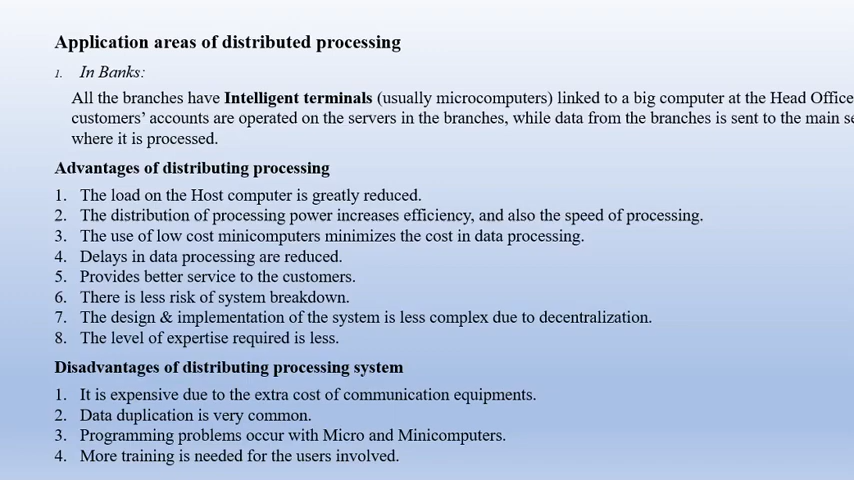 Application areas of distributed processing
1. In Banks:
All the branches have Intelligent terminals (usually microcomputers) linked to a big computer at the Head Office
customers’ accounts are operated on the servers in the branches, while data from the branches is sent to the main
where it is processed.
Advantages of distributing processing
1. The load on the Host computer is greatly reduced.
2. The distribution of processing power increases efficiency, and also the speed of processing.
3. The use of low cost minicomputers minimizes the cost in data processing.
4. Delays in data processing are reduced.
5. Provides better service to the customers.
6. There is less risk of system breakdown.
7. The design & implementation of the system is less complex due to decentralization.
8. The level of expertise required is less.
Disadvantages of distributing processing system
1. It is expensive due to the extra cost of communication equipments.
2. Data duplication is very common.
3. Programming problems occur with Micro and Minicomputers.
4. More training is needed for the users involved.